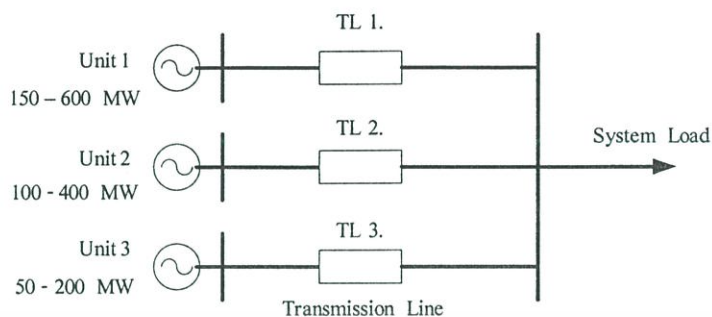 TL 1.
Unit 1
150 – 600 MW
TL 2.
System Load
Unit 2
100 - 400 MW
TL 3.
Unit 3
50 - 200 MW
Transmission Line